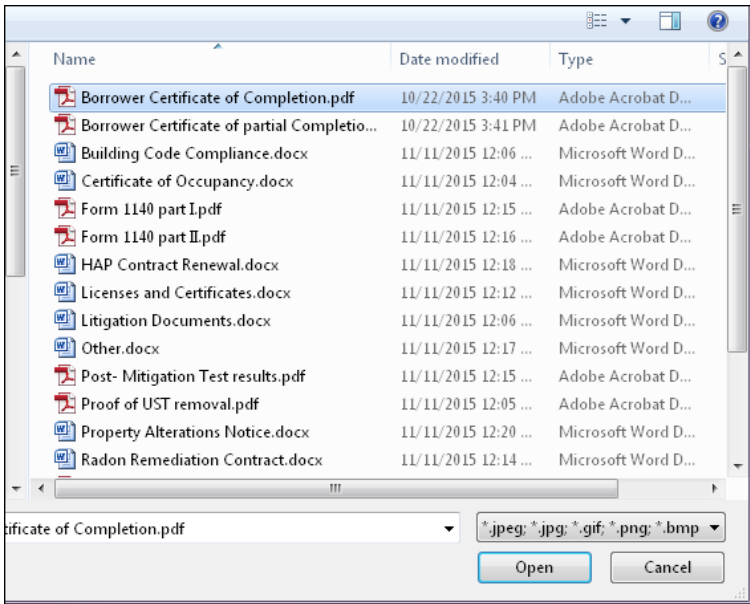 Name Date modified Type S
Borrower Certificate of Completion.pdf 10/22/2015 3:40 PM Adobe Acrobat D...
Borrower Certificate of partial Completio... 10/22/2015 3:41 PM Adobe Acrobat D...
Building Code Compliance.docx 11/11/2015 12:06 ... Microsoft Word D...
Certificate of Occupancy.docx 11/11/2015 12:04 ... Microsoft Word D...
Form 1140 part I.pdf 11/11/2015 12:15 ... Adobe Acrobat D...
Form 1140 part II.pdf 11/11/2015 12:16 ... Adobe Acrobat D...
HAP Contract Renewal.docx 11/11/2015 12:18 ... Microsoft Word D...
Licenses and Certificates.docx 11/11/2015 12:12 ... Microsoft Word D...
Litigation Documents.docx 11/11/2015 12:06 ... Microsoft Word D...
Other.docx 11/11/2015 12:17 ... Microsoft Word D...
Post- Mitigation Test results.pdf 11/11/2015 12:15 ... Adobe Acrobat D...
Proof of UST removal.pdf 11/11/2015 12:05 ... Adobe Acrobat D...
Property Alterations Notice.docx 11/11/2015 12:20 ... Microsoft Word D...
Radon Remediation Contract.docx 11/11/2015 12:14 ... Microsoft Word D...
tificate of Completion.pdf *.jpeg; *.jpg; *.gif; *.png; *.bmp
Open Cancel